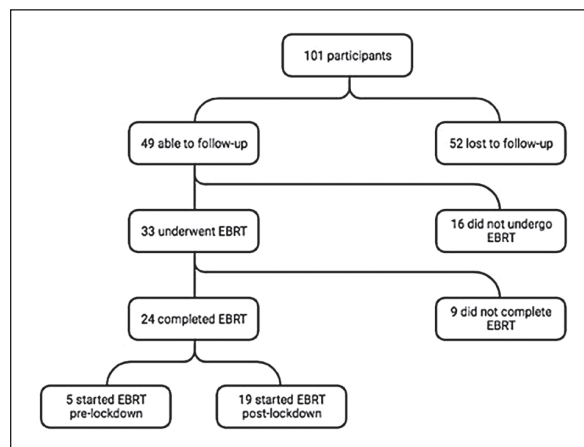 101 participants
49 able to follow-up
52 lost to follow-up
33 underwent EBRT
16 did not undergo
EBRT
24 completed EBRT
9 did not complete
EBRT
5 started EBRT
pre-lockdown
19 started EBRT
post-lockdown